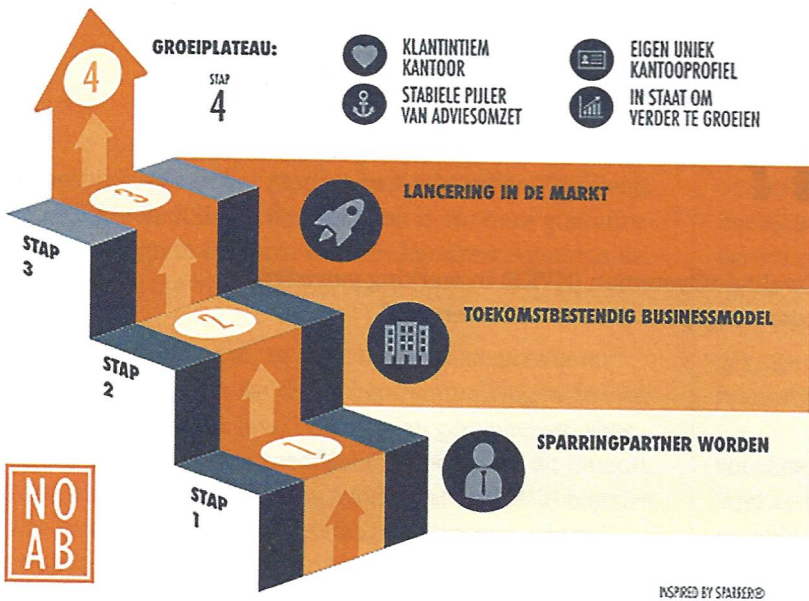 GROEIPLATEAU:
STAP
4
KLANTINTIEM
KANTOOR
STABIELE PIJLER
VAN ADVIESOMZET
EIGEN UNIEK
KANTOOPROFIEL
IN STAAT OM
VERDER TE GROEIEN
4
3
STAP
3
LANCERING IN DE MARKT
2
STAP
2
TOEKOMSTBESTENDIG BUSINESSMODEL
1.
STAP
1
SPARRINGPARTNER WORDEN
NO
AB
INSPIRED BY